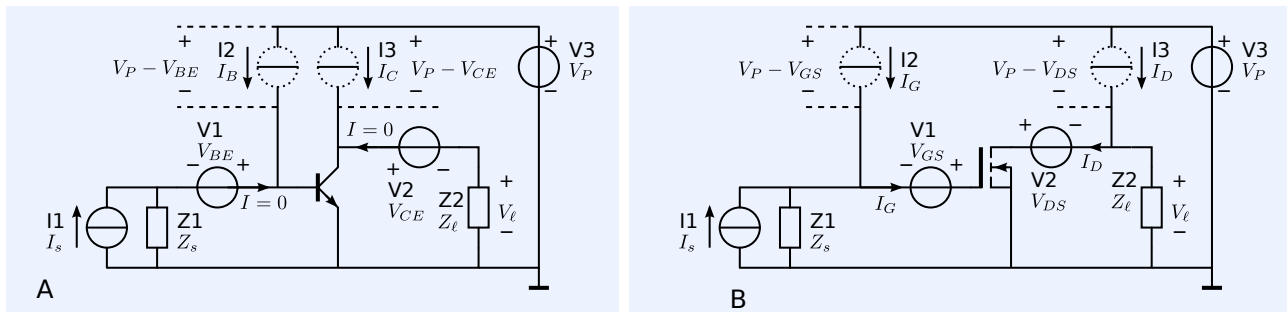 +
I2
I3
+
+
V3
V_P − V_BE
I_B
I_C
V_P − V_CE
V_P
−
−
−
V1
V_BE
I = 0
−
+
I = 0
+
−
V2
V_CE
Z2
Z_ℓ
+
V_ℓ
−
I1
I_s
Z1
Z_s
A
+
I2
I_G
V_P − V_GS
−
+
I3
I_D
V_P − V_DS
−
+
V3
V_P
−
V1
V_GS
−
+
I_G
+
−
I_D
V2
V_DS
Z2
Z_ℓ
+
V_ℓ
−
I1
I_s
Z1
Z_s
B